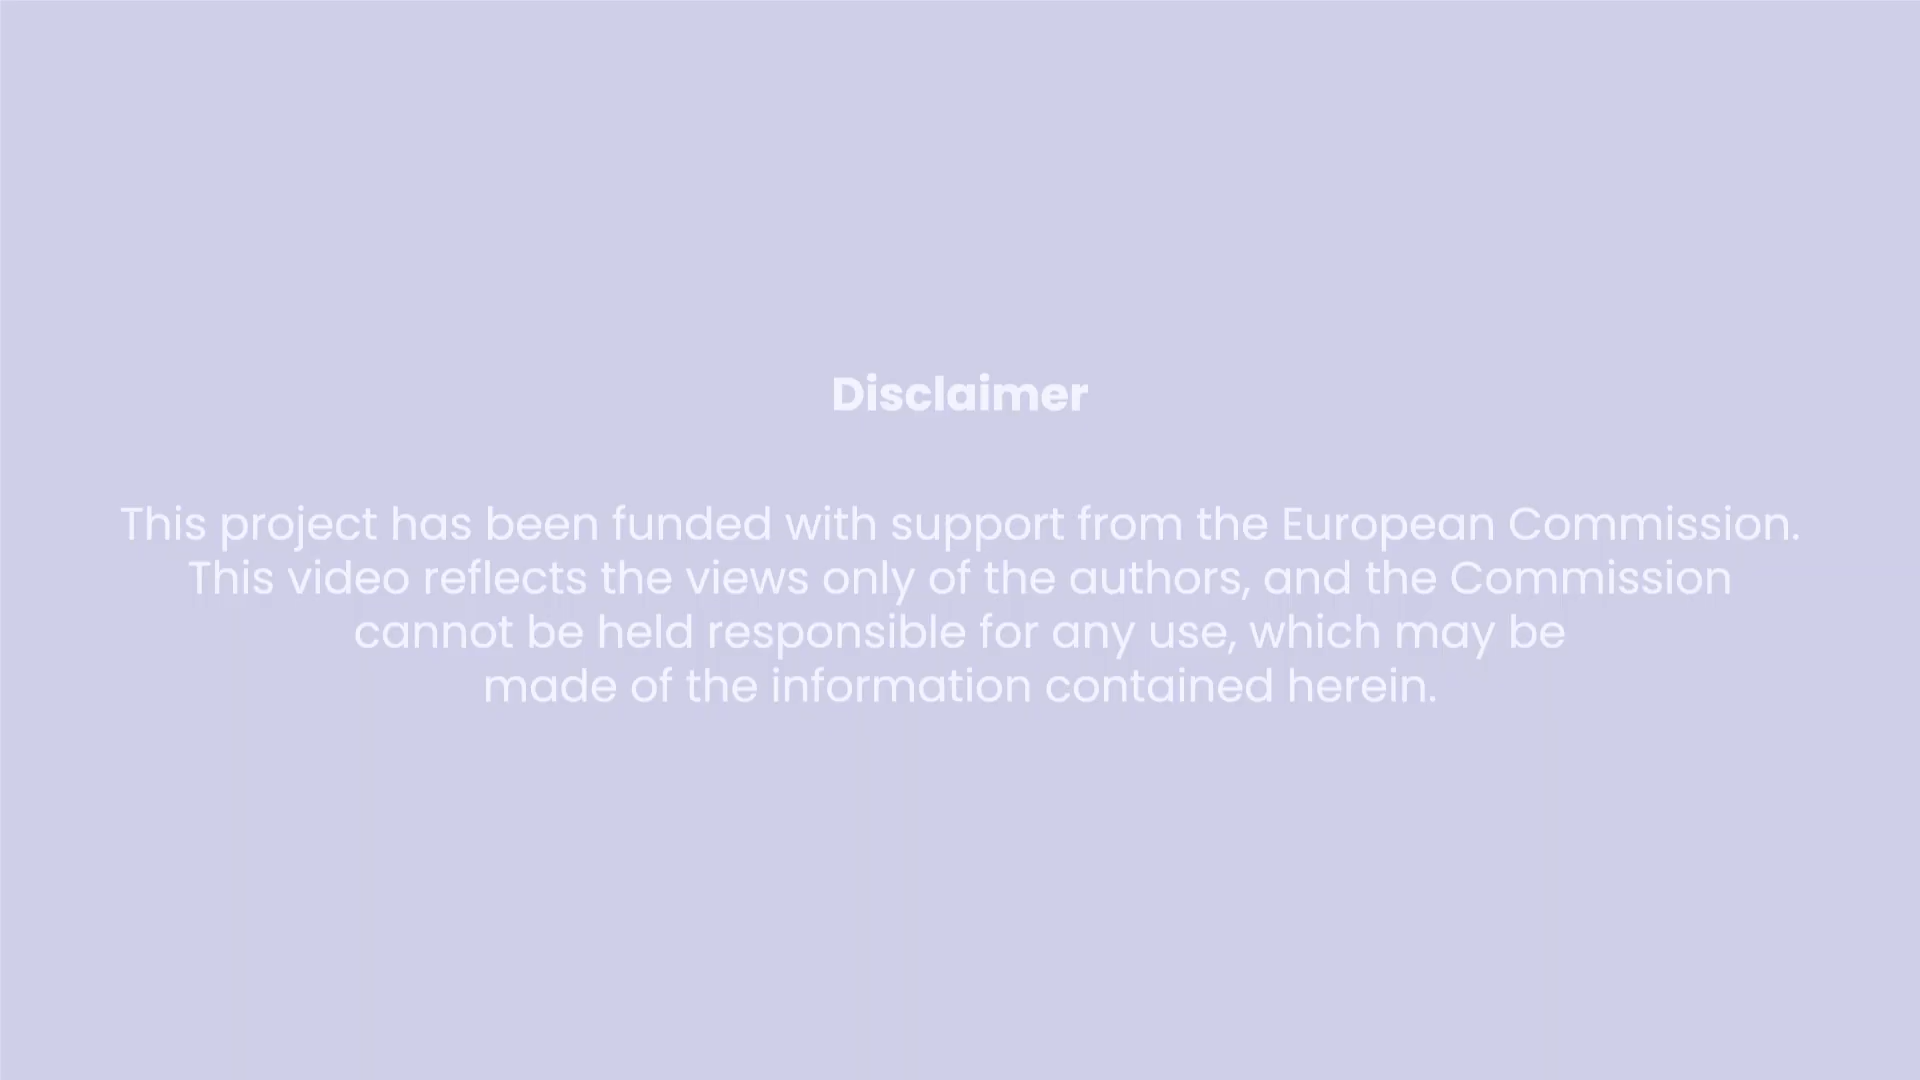 Disclaimer
This project has been funded with support from the European Commission.
This video reflects the views only of the authors, and the Commission
cannot be held responsible for any use, which may be
made of the information contained herein.